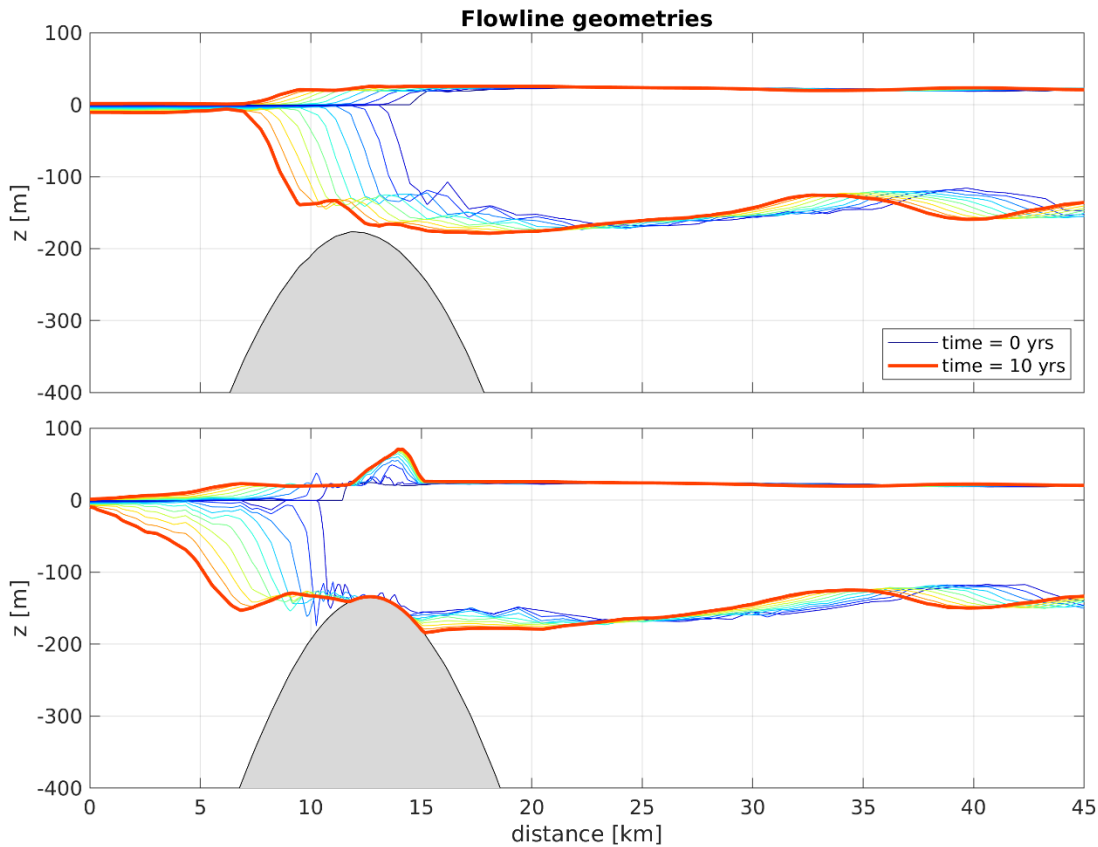 Flowline geometries
100
0
-100
-200
-300
-400
z [m]
time = 0 yrs
time = 10 yrs
100
0
-100
-200
-300
-400
z [m]
0 5 10 15 20 25 30 35 40 45
distance [km]